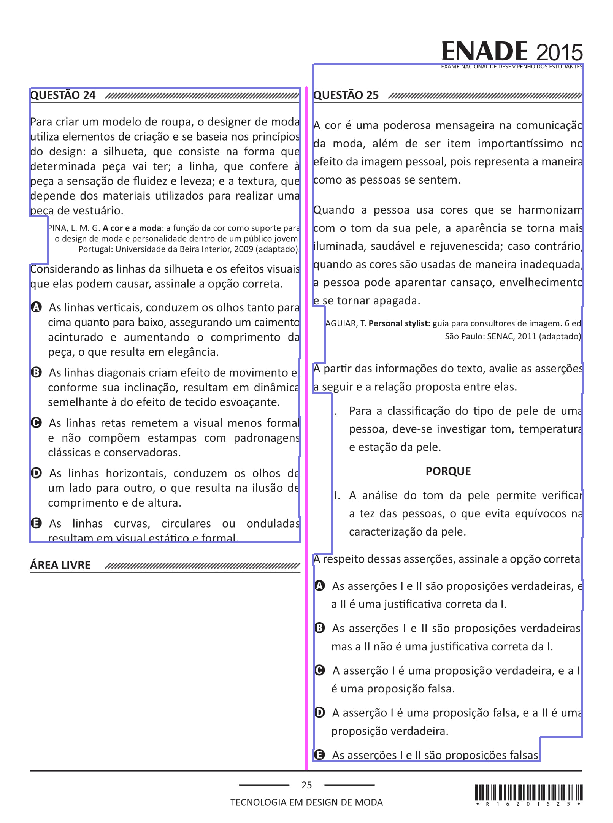 ENADE 2015
EXAME NACIONAL DE DESEMPENHO DOS ESTUDANTES
QUESTÃO 24
Para criar um modelo de roupa, o designer de moda
utiliza elementos de criação e se baseia nos princípios
do design: a silhueta, que consiste na forma que
determinada peça vai ter; a linha, que confere à
peça a sensação de fluidez e leveza; e a textura, que
depende dos materiais utilizados para realizar uma
peça de vestuário.
PINA, L. M. G. A cor e a moda: a função da cor como suporte para
o design de moda e personalidade dentro de um público jovem.
Portugal: Universidade da Beira Interior, 2009 (adaptado).
Considerando as linhas da silhueta e os efeitos visuais
que elas podem causar, assinale a opção correta.
A As linhas verticais, conduzem os olhos tanto para
cima quanto para baixo, assegurando um caimento
acinturado e aumentando o comprimento da
peça, o que resulta em elegância.
B As linhas diagonais criam efeito de movimento e,
conforme sua inclinação, resultam em dinâmica
semelhante à do efeito de tecido esvoaçante.
C As linhas retas remetem a visual menos formal
e não compõem estampas com padronagens
clássicas e conservadoras.
D As linhas horizontais, conduzem os olhos de
um lado para outro, o que resulta na ilusão de
comprimento e de altura.
E As linhas curvas, circulares ou onduladas
resultam em visual estático e formal.
ÁREA LIVRE
QUESTÃO 25
A cor é uma poderosa mensageira na comunicação
da moda, além de ser item importantíssimo no
efeito da imagem pessoal, pois representa a maneira
como as pessoas se sentem.
Quando a pessoa usa cores que se harmonizam
com o tom da sua pele, a aparência se torna mais
iluminada, saudável e rejuvenescida; caso contrário,
quando as cores são usadas de maneira inadequada,
a pessoa pode aparentar cansaço, envelhecimento
e se tornar apagada.
AGUIAR, T. Personal stylist: guia para consultores de imagem. 6 ed.
São Paulo: SENAC, 2011 (adaptado).
A partir das informações do texto, avalie as asserções
a seguir e a relação proposta entre elas.
I. Para a classificação do tipo de pele de uma
pessoa, deve-se investigar tom, temperatura
e estação da pele.
PORQUE
II. A análise do tom da pele permite verificar
a tez das pessoas, o que evita equívocos na
caracterização da pele.
A respeito dessas asserções, assinale a opção correta.
A As asserções I e II são proposições verdadeiras, e
a II é uma justificativa correta da I.
B As asserções I e II são proposições verdadeiras,
mas a II não é uma justificativa correta da I.
C A asserção I é uma proposição verdadeira, e a II
é uma proposição falsa.
D A asserção I é uma proposição falsa, e a II é uma
proposição verdadeira.
E As asserções I e II são proposições falsas.
25
TECNOLOGIA EM DESIGN DE MODA
*R16201525*